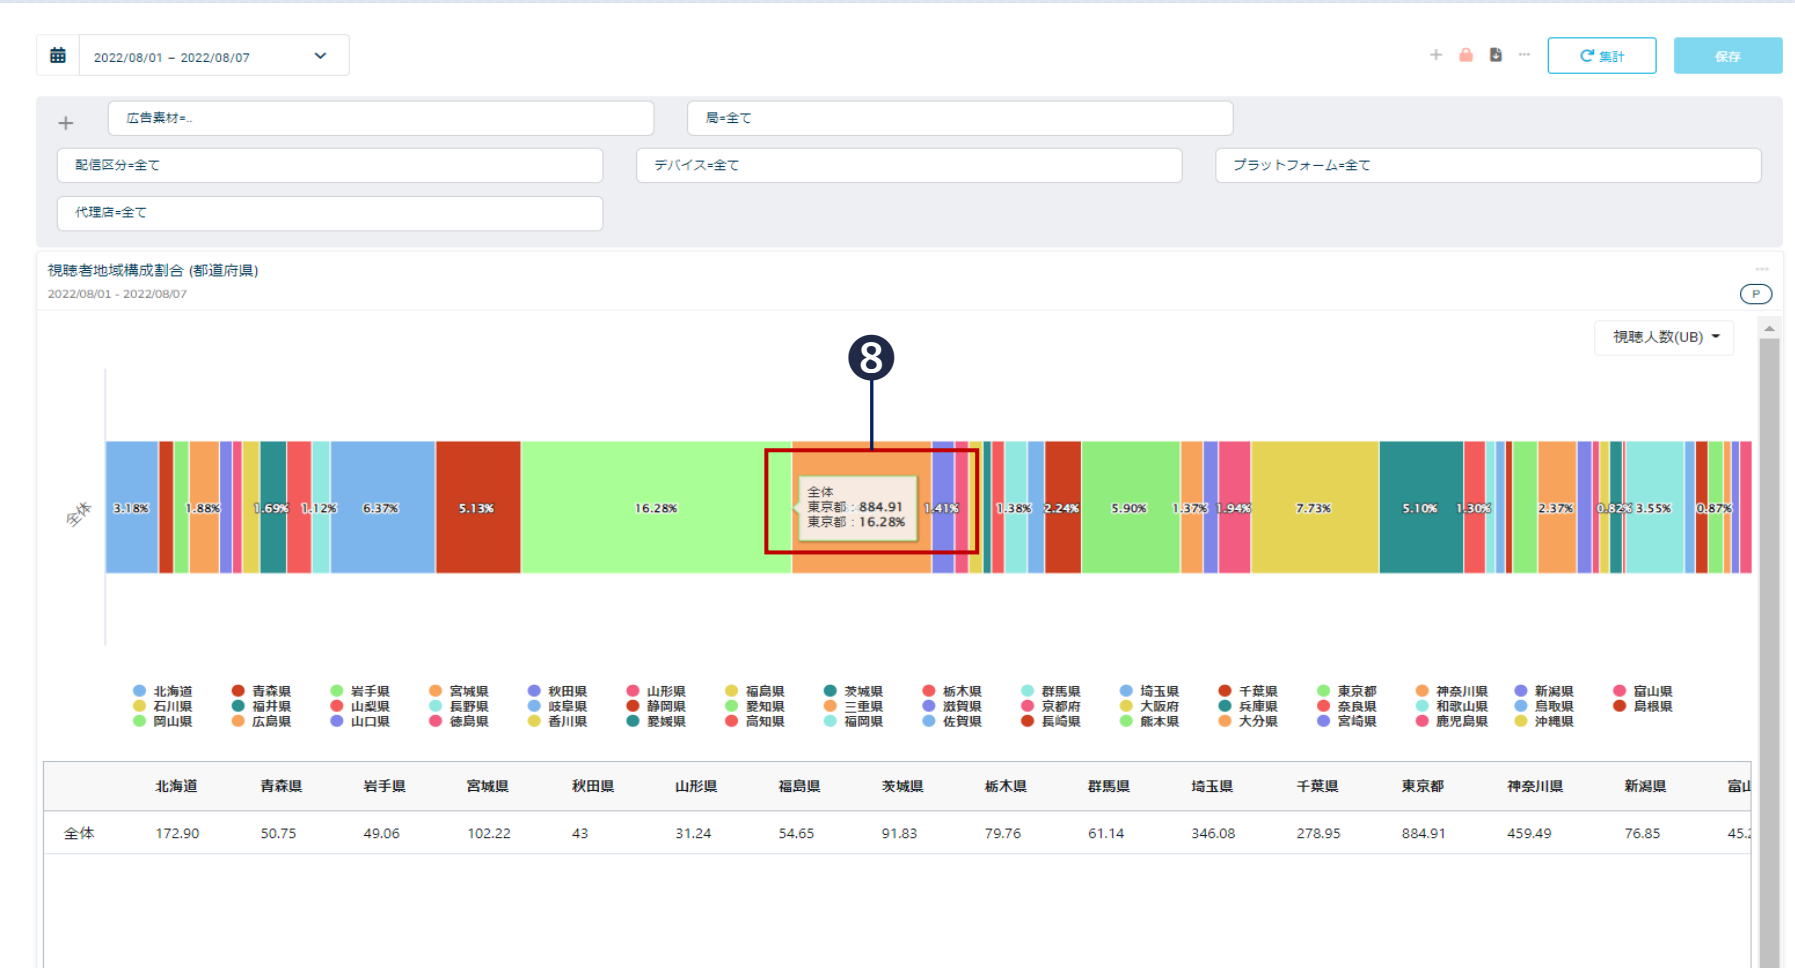 2022/08/01 – 2022/08/07
集計
保存
広告素材=..
局=全て
配信区分=全て
デバイス=全て
プラットフォーム=全て
代理店=全て
視聴者地域構成割合 (都道府県)
2022/08/01 - 2022/08/07
P
視聴人数(UB)
8
全体
3.18% 1.88% 1.69% 1.12% 6.37% 5.13% 16.28% 1.41% 1.38% 2.24% 5.90% 1.37% 1.94% 7.73% 5.10% 1.30% 2.37% 0.82% 3.55% 0.87%
全体
東京都 : 884.91
東京都 : 16.28%
北海道 青森県 岩手県 宮城県 秋田県 山形県 福島県 茨城県 栃木県 群馬県 埼玉県 千葉県 東京都 神奈川県 新潟県 富山県
石川県 福井県 山梨県 長野県 岐阜県 静岡県 愛知県 三重県 滋賀県 京都府 大阪府 兵庫県 奈良県 和歌山県 鳥取県 島根県
岡山県 広島県 山口県 徳島県 香川県 愛媛県 高知県 福岡県 佐賀県 長崎県 熊本県 大分県 宮崎県 鹿児島県 沖縄県
北海道 青森県 岩手県 宮城県 秋田県 山形県 福島県 茨城県 栃木県 群馬県 埼玉県 千葉県 東京都 神奈川県 新潟県 富山
全体 172.90 50.75 49.06 102.22 43 31.24 54.65 91.83 79.76 61.14 346.08 278.95 884.91 459.49 76.85 45.2